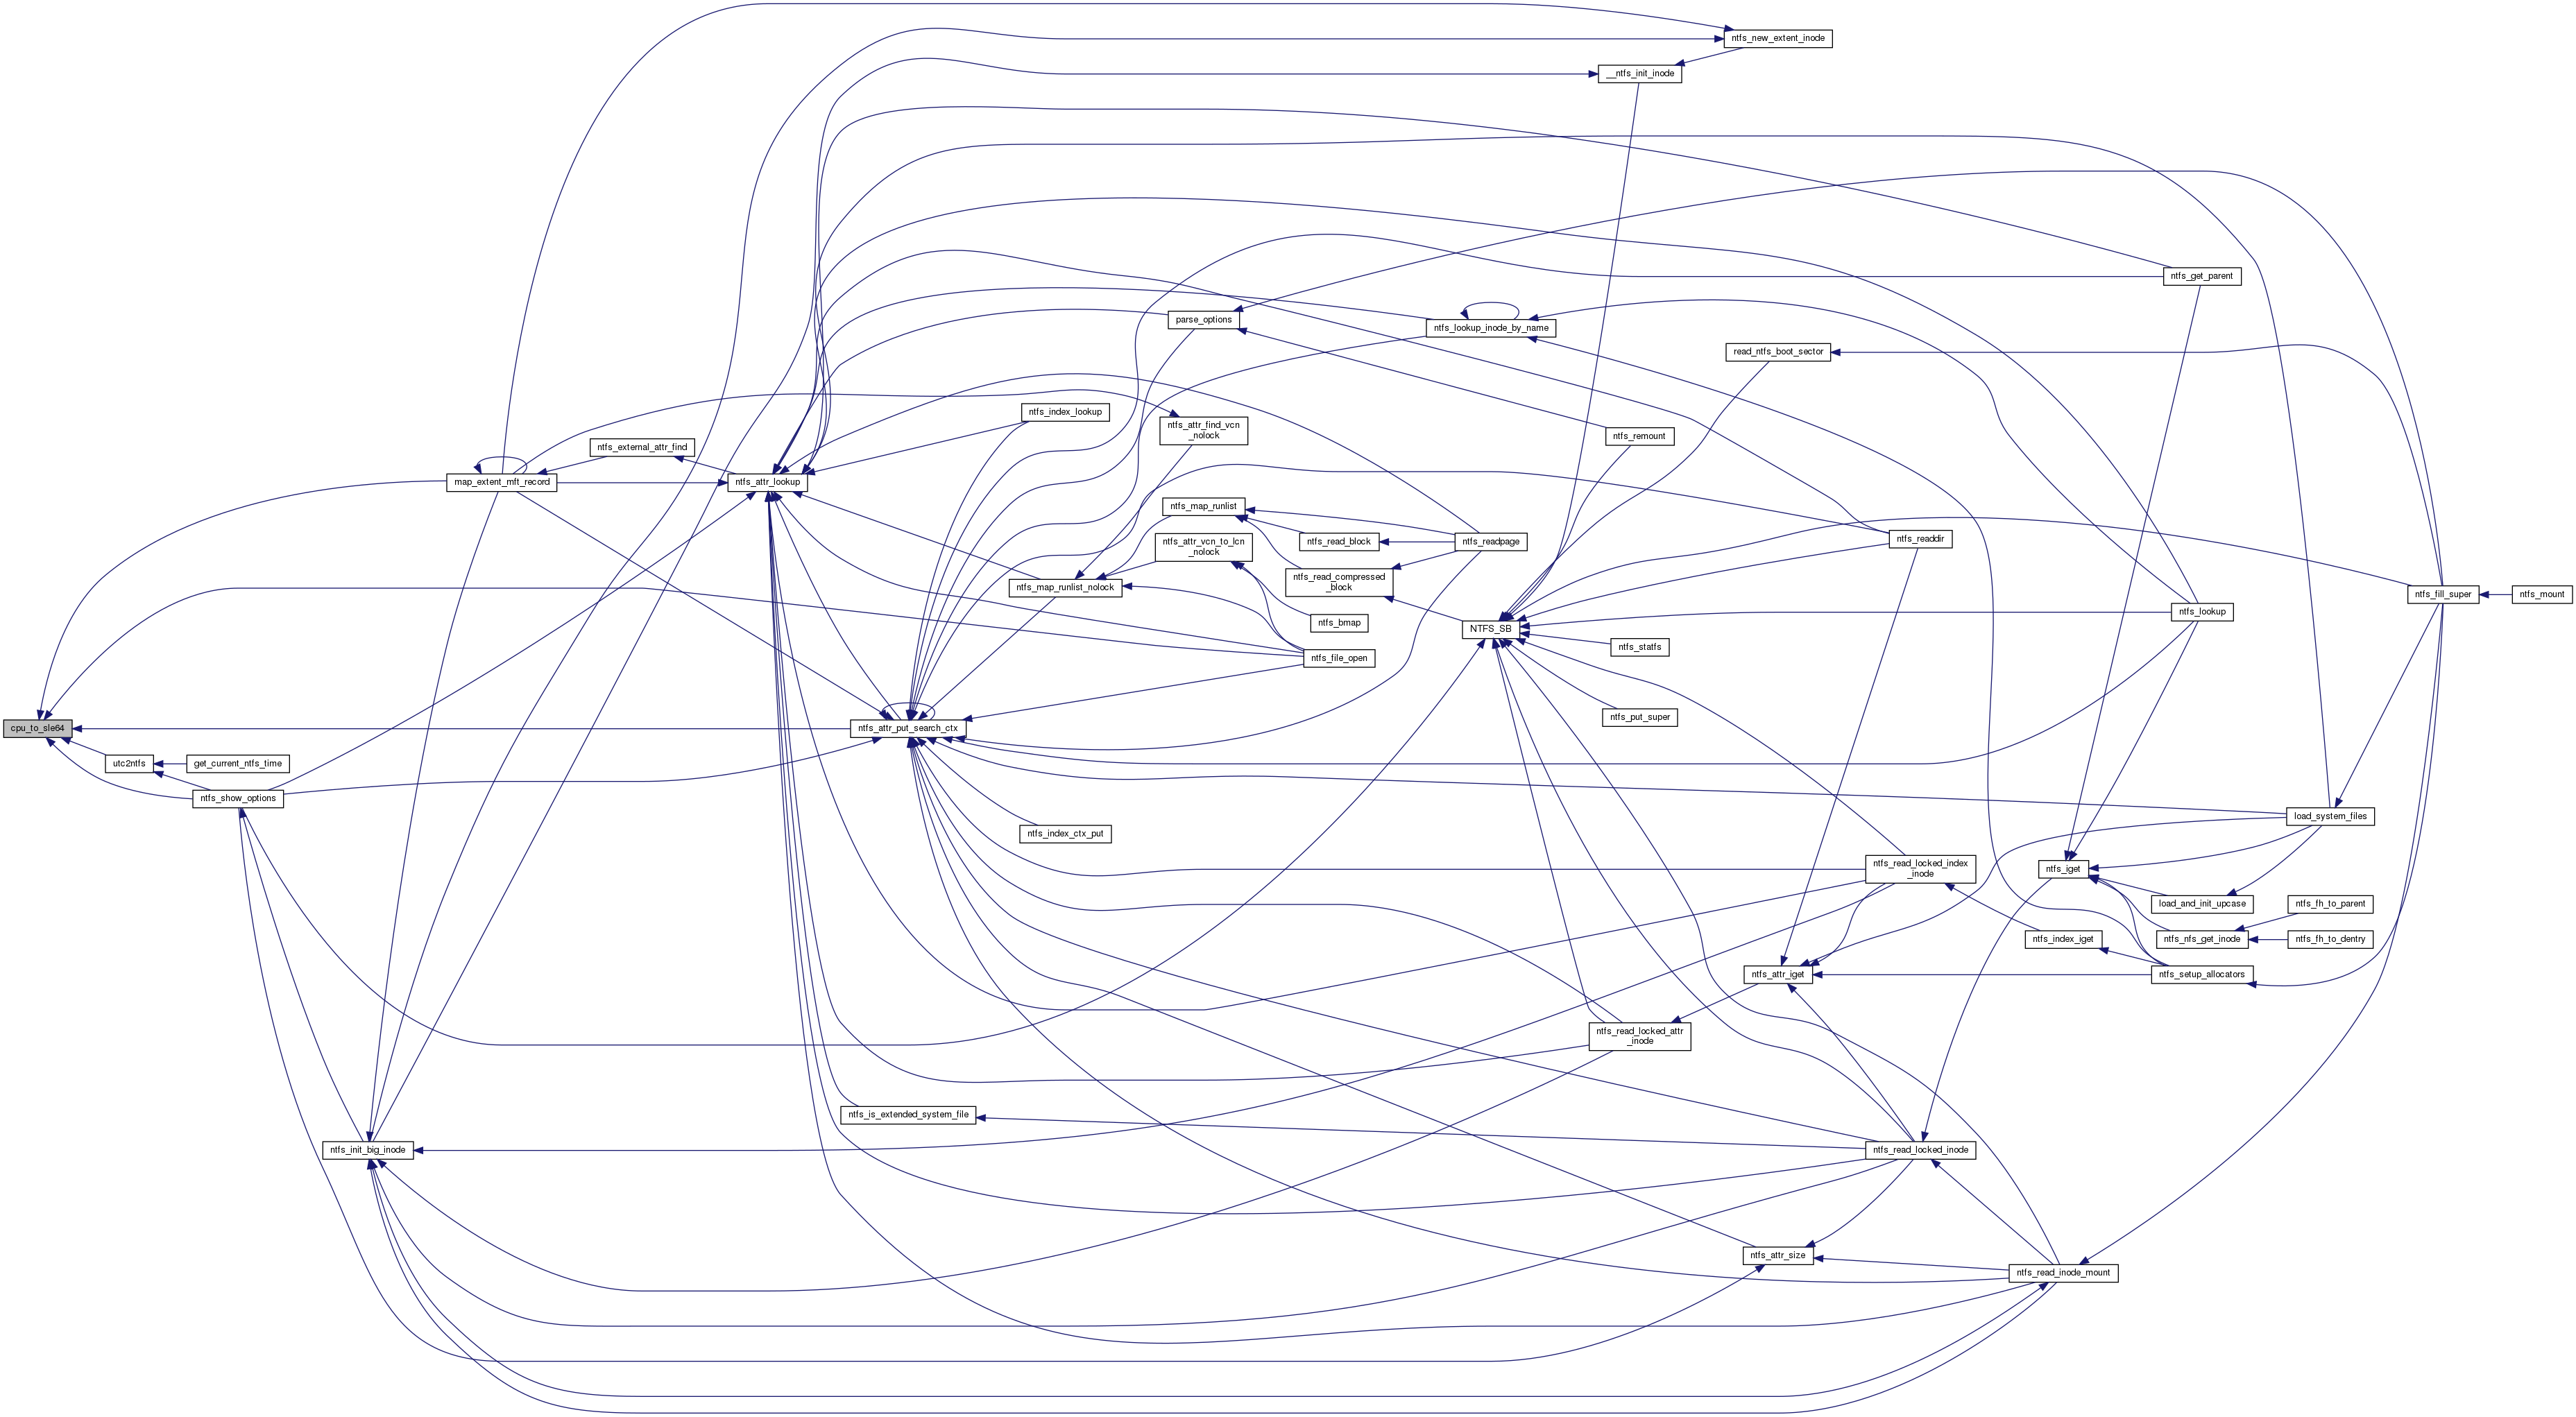 ntfs_new_extent_inode
__ntfs_init_inode
ntfs_get_parent
parse_options
ntfs_lookup_inode_by_name
read_ntfs_boot_sector
ntfs_index_lookup
ntfs_attr_find_vcn
_nolock
ntfs_remount
ntfs_external_attr_find
map_extent_mft_record
ntfs_attr_lookup
ntfs_map_runlist
ntfs_attr_vcn_to_lcn
_nolock
ntfs_read_block
ntfs_readpage
ntfs_readdir
ntfs_read_compressed
_block
ntfs_map_runlist_nolock
ntfs_fill_super
ntfs_mount
ntfs_lookup
ntfs_bmap
NTFS_SB
ntfs_statfs
ntfs_file_open
ntfs_put_super
cpu_to_sle64
ntfs_attr_put_search_ctx
utc2ntfs
get_current_ntfs_time
ntfs_show_options
load_system_files
ntfs_index_ctx_put
ntfs_read_locked_index
_inode
ntfs_iget
load_and_init_upcase
ntfs_fh_to_parent
ntfs_index_iget
ntfs_nfs_get_inode
ntfs_fh_to_dentry
ntfs_attr_iget
ntfs_setup_allocators
ntfs_read_locked_attr
_inode
ntfs_is_extended_system_file
ntfs_init_big_inode
ntfs_read_locked_inode
ntfs_attr_size
ntfs_read_inode_mount